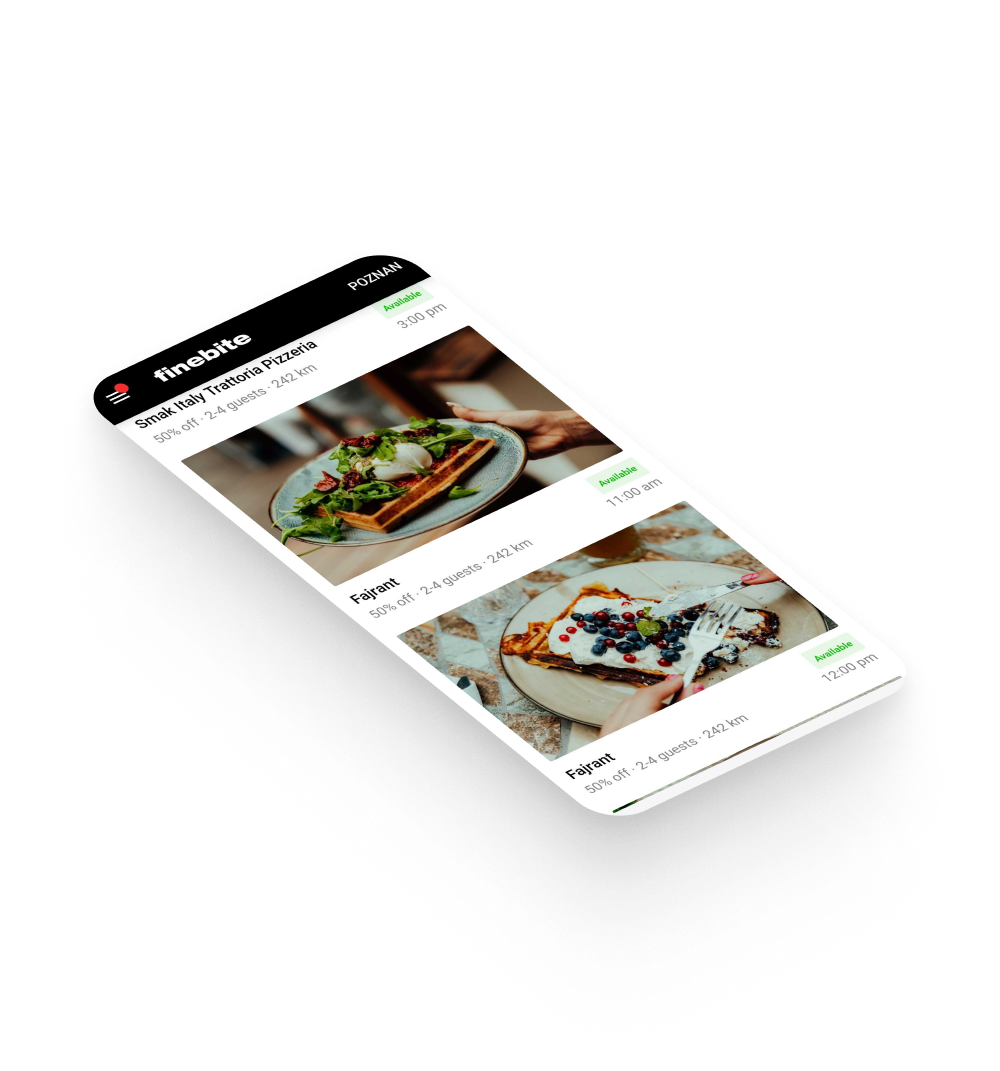 finebite POZNAN
Smak Italy Trattoria Pizzeria Available
50% off · 2-4 guests · 242 km 3:00 pm
Fajrant Available
50% off · 2-4 guests · 242 km 11:00 am
Fajrant Available
50% off · 2-4 guests · 242 km 12:00 pm